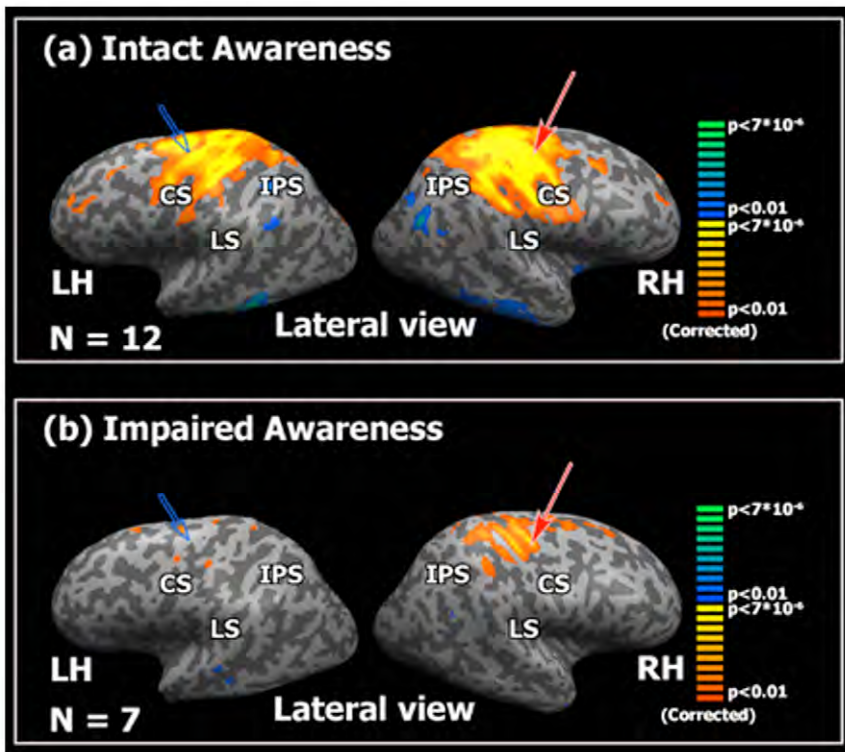 (a) Intact Awareness
p<7*10⁻⁶
IPS
IPS
CS
CS
p<0.01
p<7*10⁻⁶
LS
LS
LH
RH
p<0.01
(Corrected)
N = 12
Lateral view
(b) Impaired Awareness
p<7*10⁻⁶
IPS
IPS
CS
CS
p<0.01
p<7*10⁻⁶
LS
LS
LH
RH
p<0.01
(Corrected)
N = 7
Lateral view